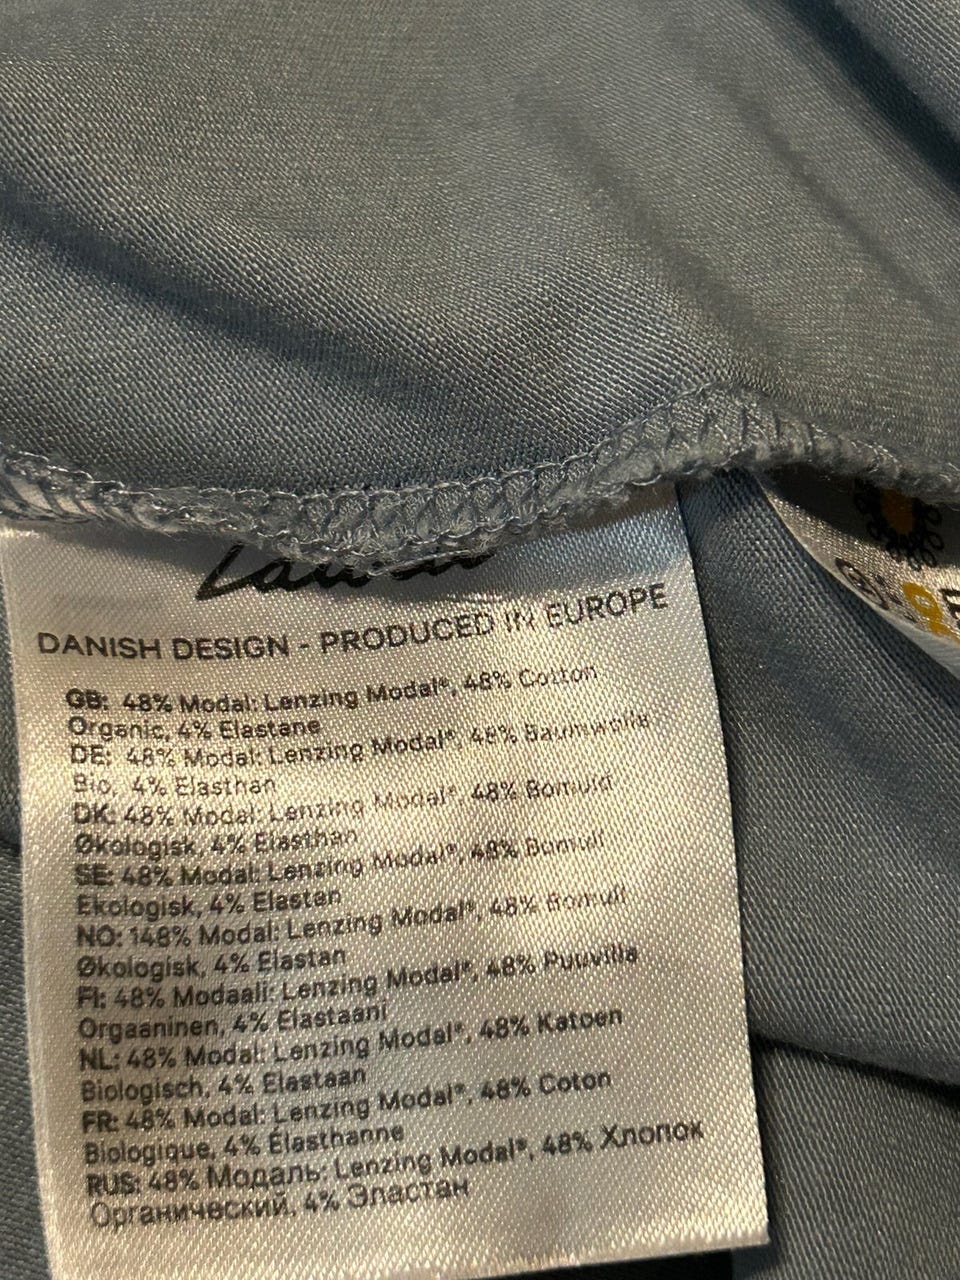 DANISH DESIGN - PRODUCED IN EUROPE
GB: 48% Modal: Lenzing Modal®, 48% Cotton
Organic, 4% Elastane
DE: 48% Modal: Lenzing Modal®, 48% Baumwolle
Bio, 4% Elasthan
DK: 48% Modal: Lenzing Modal®, 48% Bomuld
Økologisk, 4% Elasthan
SE: 48% Modal: Lenzing Modal®, 48% Bomull
Ekologisk, 4% Elastan
NO: 148% Modal: Lenzing Modal®, 48% Bomull
Økologisk, 4% Elastan
FI: 48% Modaali: Lenzing Modal®, 48% Puuvilla
Orgaaninen, 4% Elastaani
NL: 48% Modal: Lenzing Modal®, 48% Katoen
Biologisch, 4% Elastaan
FR: 48% Modal: Lenzing Modal®, 48% Coton
Biologique, 4% Élasthanne
RUS: 48% Модаль: Lenzing Modal®, 48% Хлопок
Органический, 4% Эластан